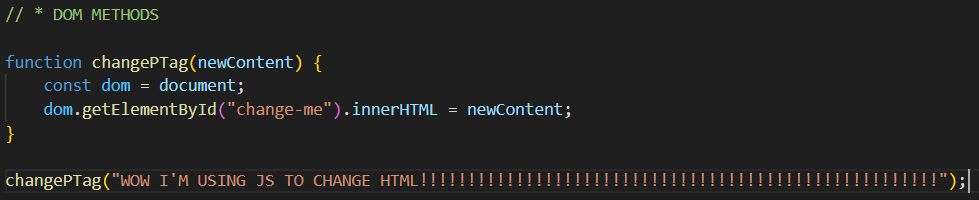 // * DOM METHODS
function changePTag(newContent) {
    const dom = document;
    dom.getElementById("change-me").innerHTML = newContent;
}
changePTag("WOW I'M USING JS TO CHANGE HTML!!!!!!!!!!!!!!!!!!!!!!!!!!!!!!!!!!!!!!!!!!!!!!!!!!!!!!!");